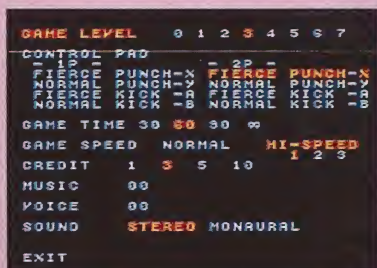 GAME LEVEL 0 1 2 3 4 5 6 7
CONTROL PAD
- 1P - - 2P -
FIERCE PUNCH-X FIERCE PUNCH-X
NORMAL PUNCH-Y NORMAL PUNCH-Y
FIERCE KICK -A FIERCE KICK -A
NORMAL KICK -B NORMAL KICK -B
GAME TIME 30 60 90 ∞
GAME SPEED NORMAL HI-SPEED
1 2 3
CREDIT 1 3 5 10
MUSIC 00
VOICE 00
SOUND STEREO MONAURAL
EXIT